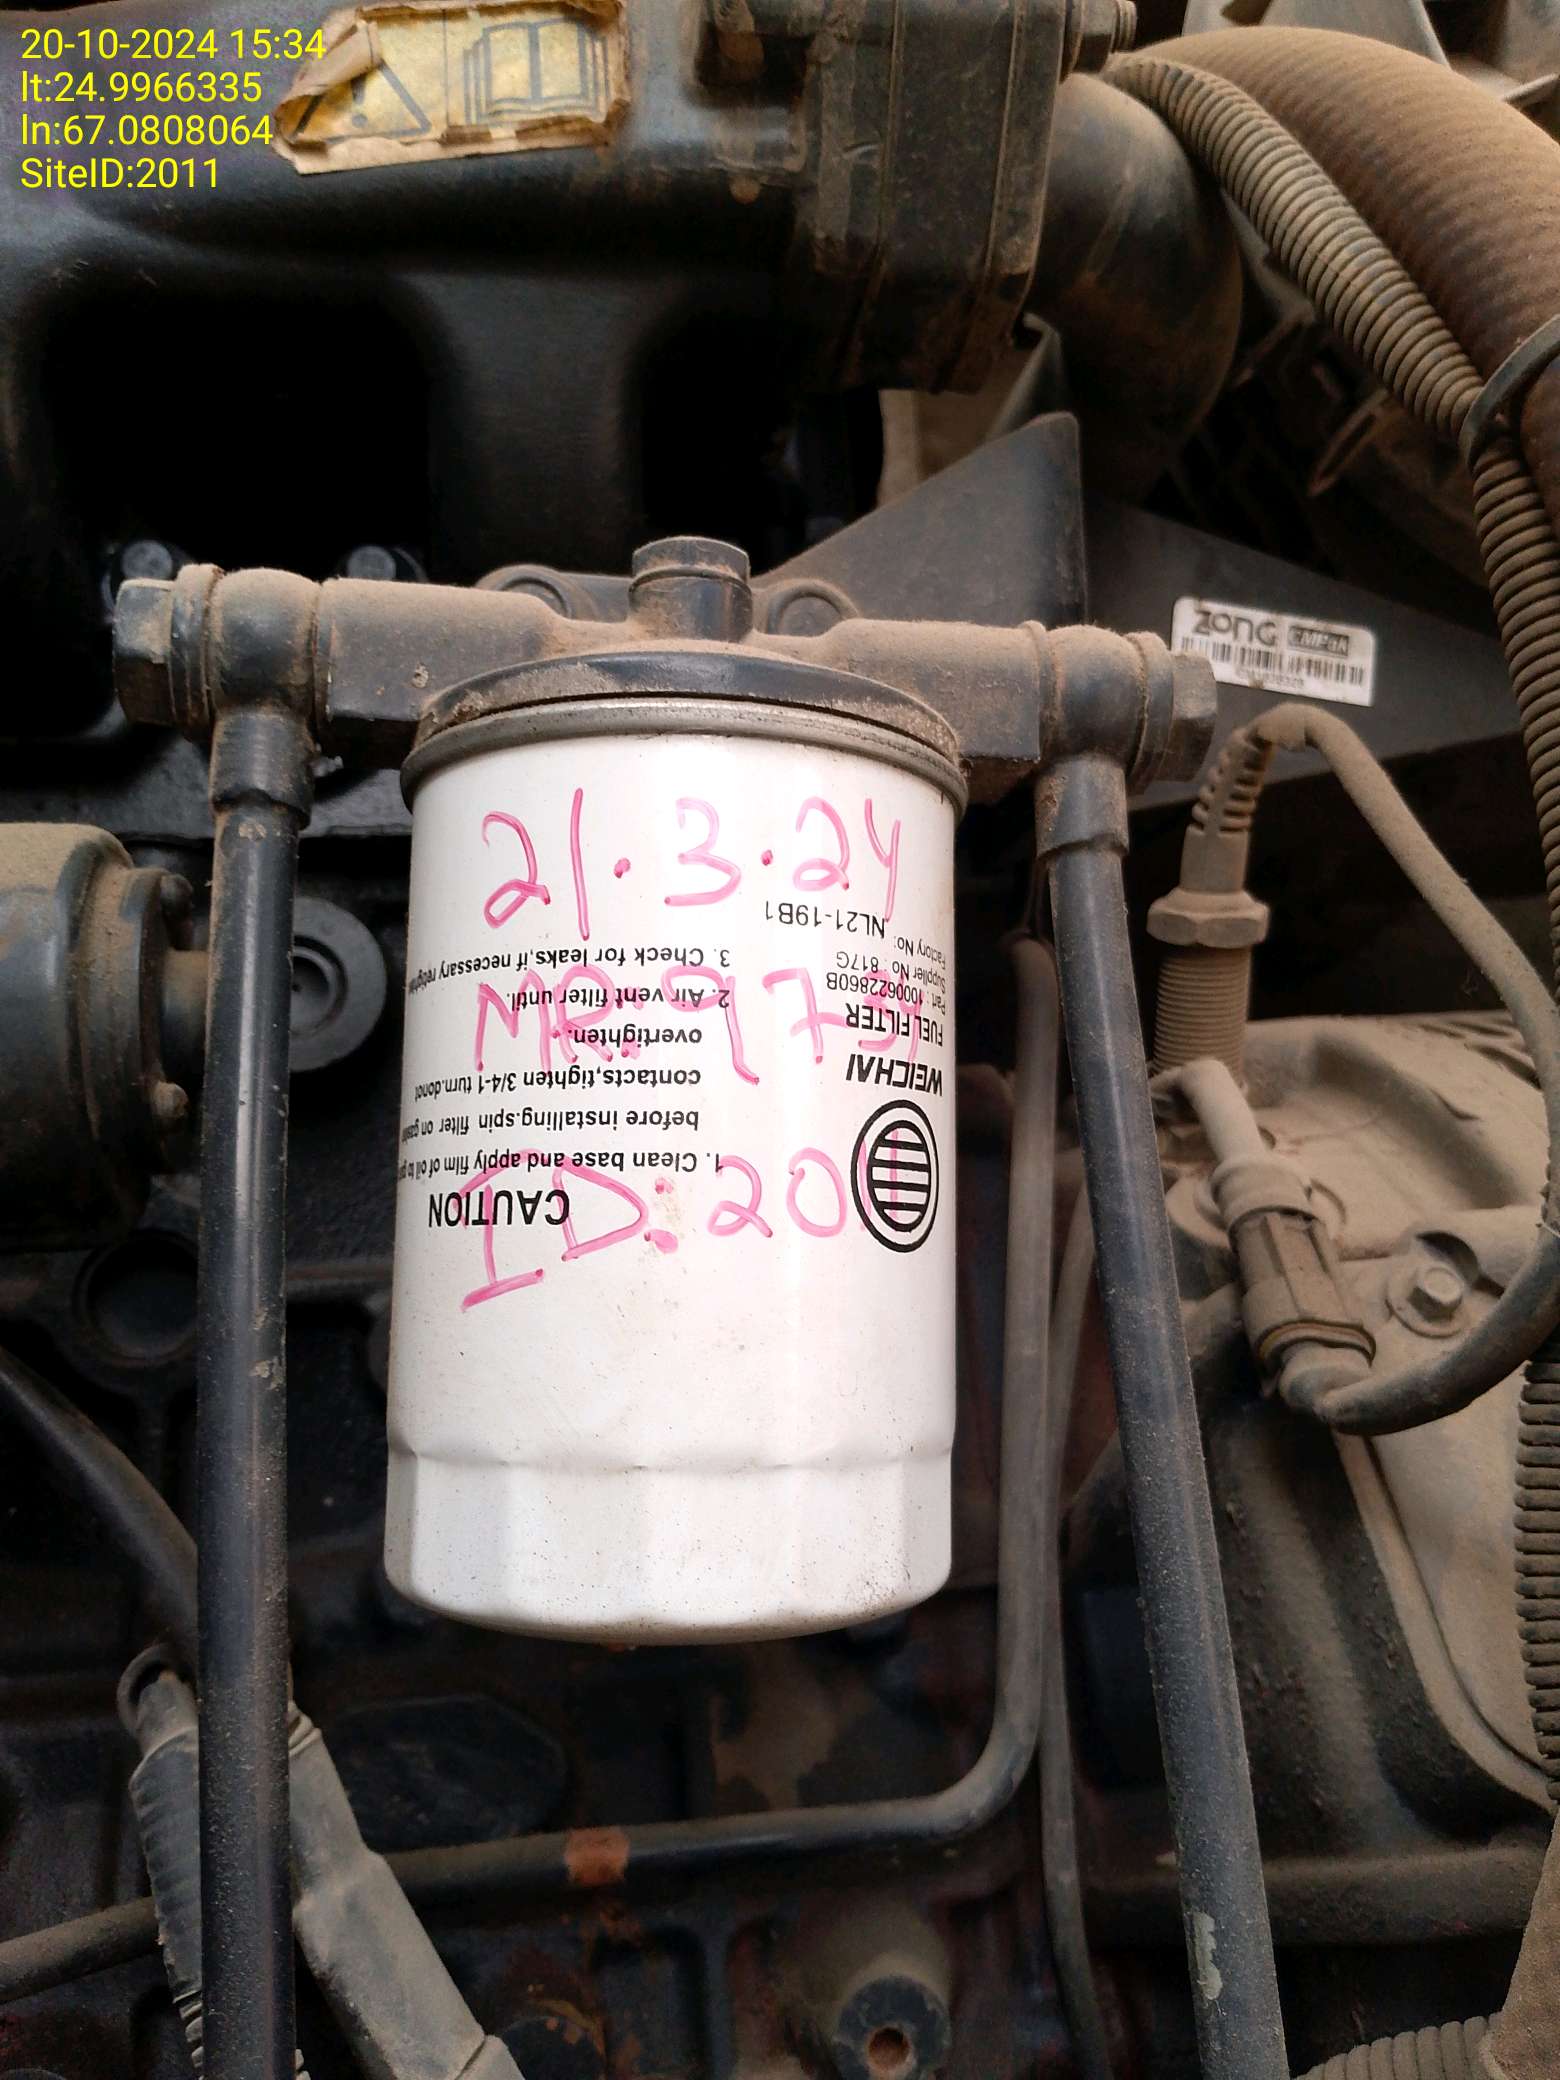 20-10-2024 15:34
lt:24.9966335
ln:67.0808064
SiteID:2011
zong CMPak
21.3.24
MR:973
ID:2011
CAUTION
1. Clean base and apply film of oil to
before installing.spin filter on
contacts,tighten 3/4-1 turn.donot
overtighten.
2. Air vent filter until.
3. Check for leaks,if necessary
WEICHAI
FUEL FILTER
Part: 1000622860B
Supplier No: 817G
Factory No: NL21-19B1